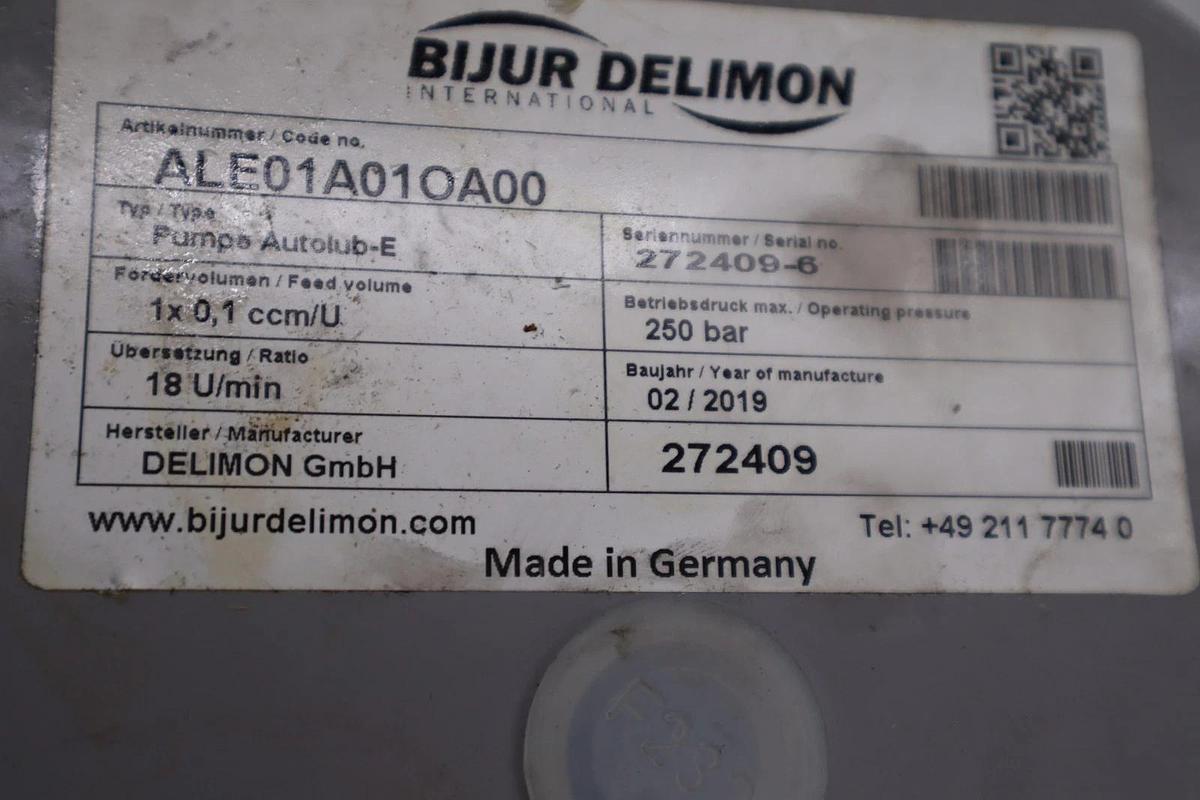 BIJUR DELIMON
INTERNATIONAL
Artikelnummer / Code no.
ALE01A01OA00
Typ / Type
Pumpe Autolub-E
Seriennummer / Serial no.
272409-6
Fördervolumen / Feed volume
1x 0,1 ccm/U
Betriebsdruck max. / Operating pressure
250 bar
Übersetzung / Ratio
18 U/min
Baujahr / Year of manufacture
02 / 2019
Hersteller / Manufacturer
DELIMON GmbH
272409
www.bijurdelimon.com
Tel: +49 211 7774 0
Made in Germany